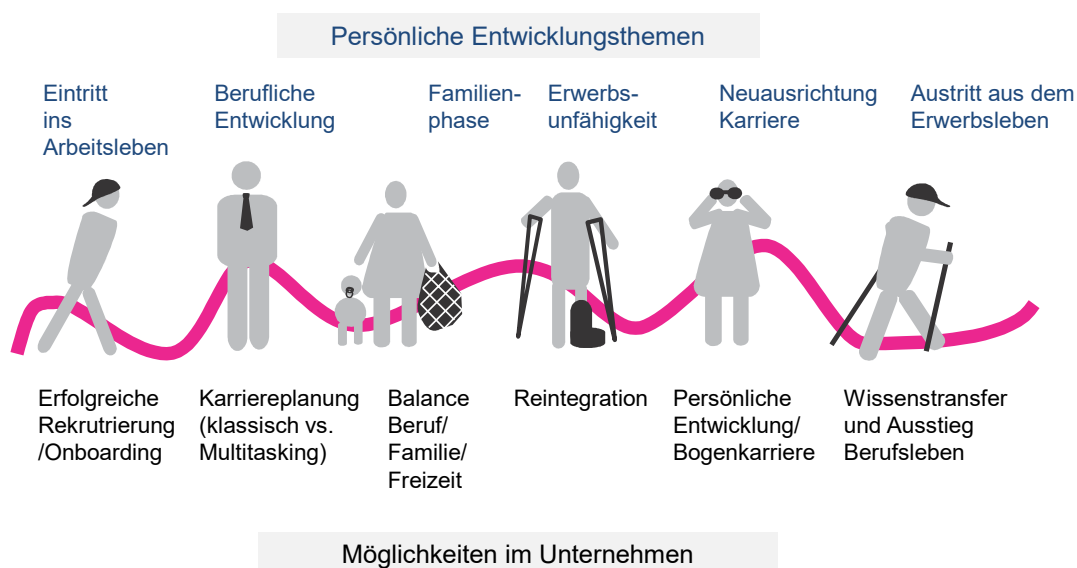 Persönliche Entwicklungsthemen
Eintritt
ins
Arbeitsleben
Berufliche
Entwicklung
Familien-
phase
Erwerbs-
unfähigkeit
Neuausrichtung
Karriere
Austritt aus dem
Erwerbsleben
Erfolgreiche
Rekrutrierung
/Onboarding
Karriereplanung
(klassisch vs.
Multitasking)
Balance
Beruf/
Familie/
Freizeit
Reintegration
Persönliche
Entwicklung/
Bogenkarriere
Wissenstransfer
und Ausstieg
Berufsleben
Möglichkeiten im Unternehmen